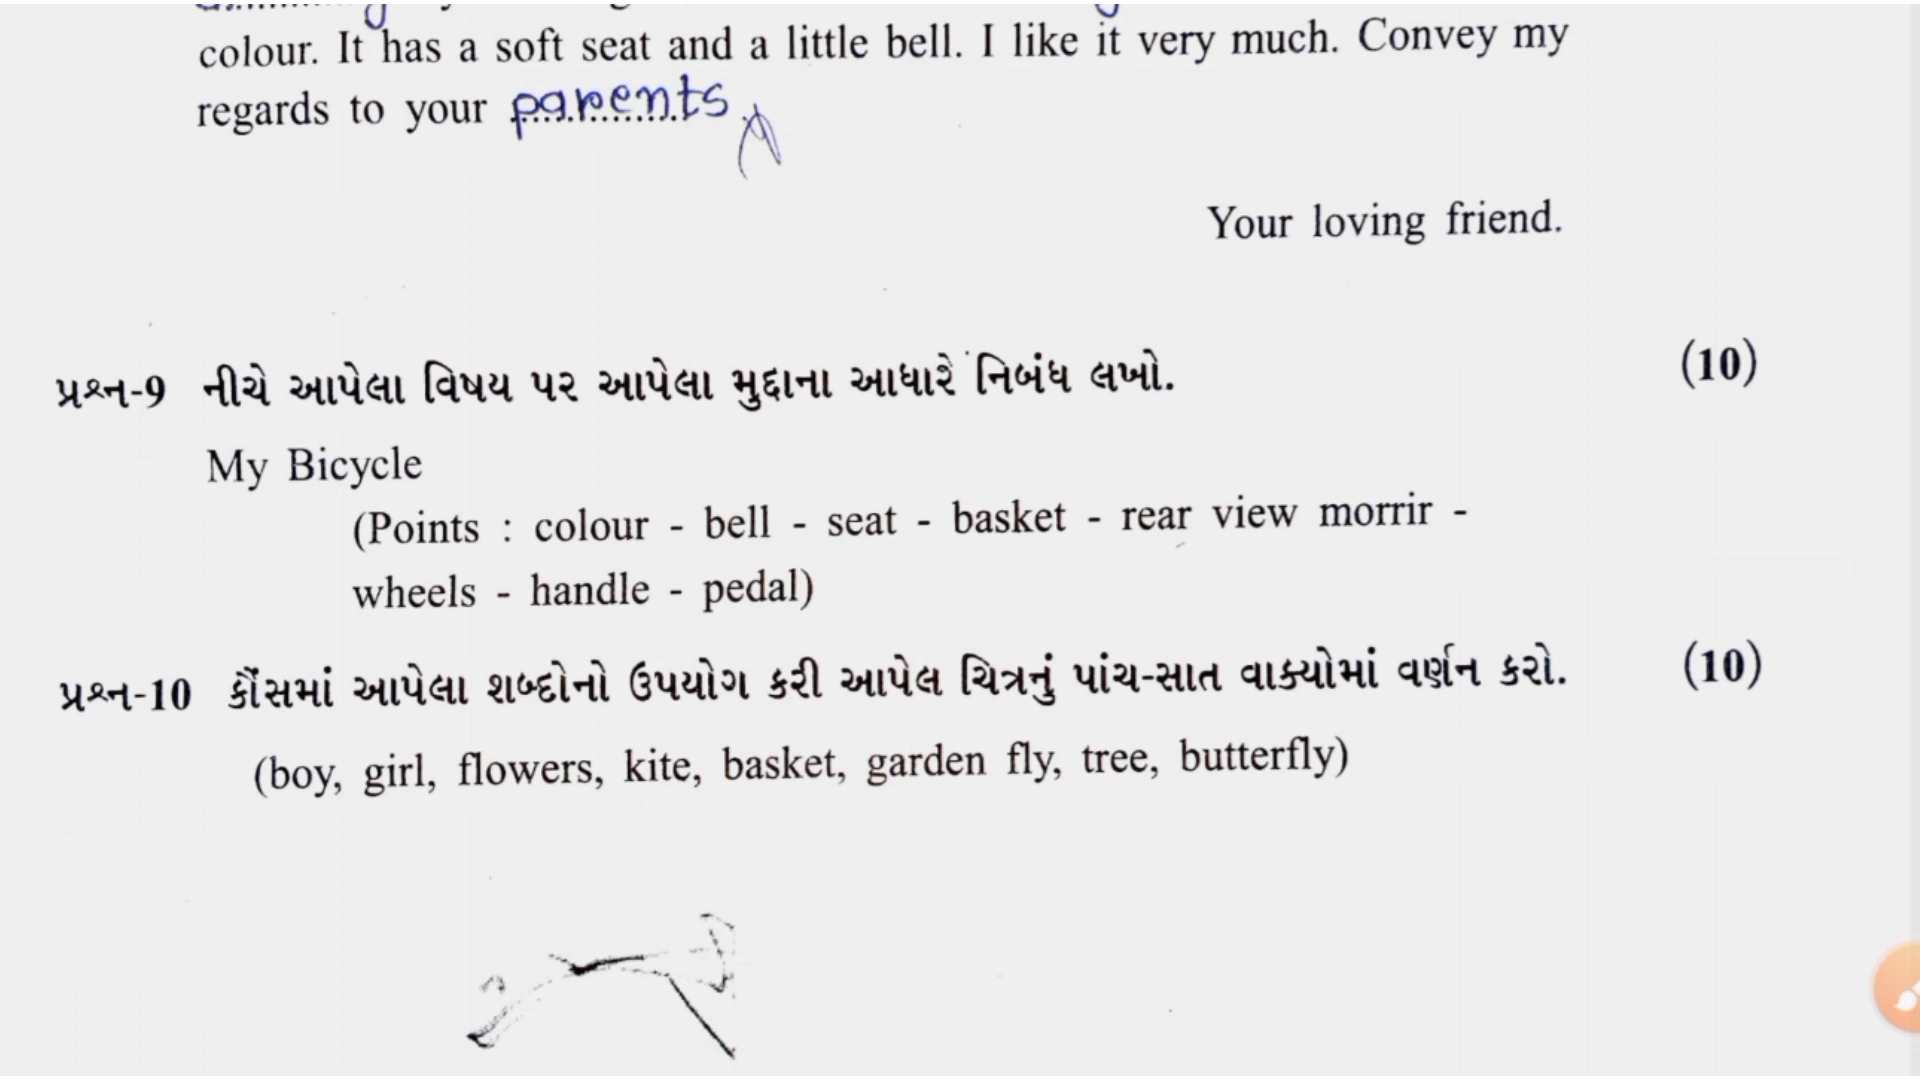 colour. It has a soft seat and a little bell. I like it very much. Convey my
regards to your parents
Your loving friend.
પ્રશ્ન-9 નીચે આપેલા વિષય પર આપેલા મુદ્દાના આધારે નિબંધ લખો. (10)
My Bicycle
(Points : colour - bell - seat - basket - rear view morrir -
wheels - handle - pedal)
પ્રશ્ન-10 કૌંસમાં આપેલા શબ્દોનો ઉપયોગ કરી આપેલ ચિત્રનું પાંચ-સાત વાક્યોમાં વર્ણન કરો. (10)
(boy, girl, flowers, kite, basket, garden fly, tree, butterfly)